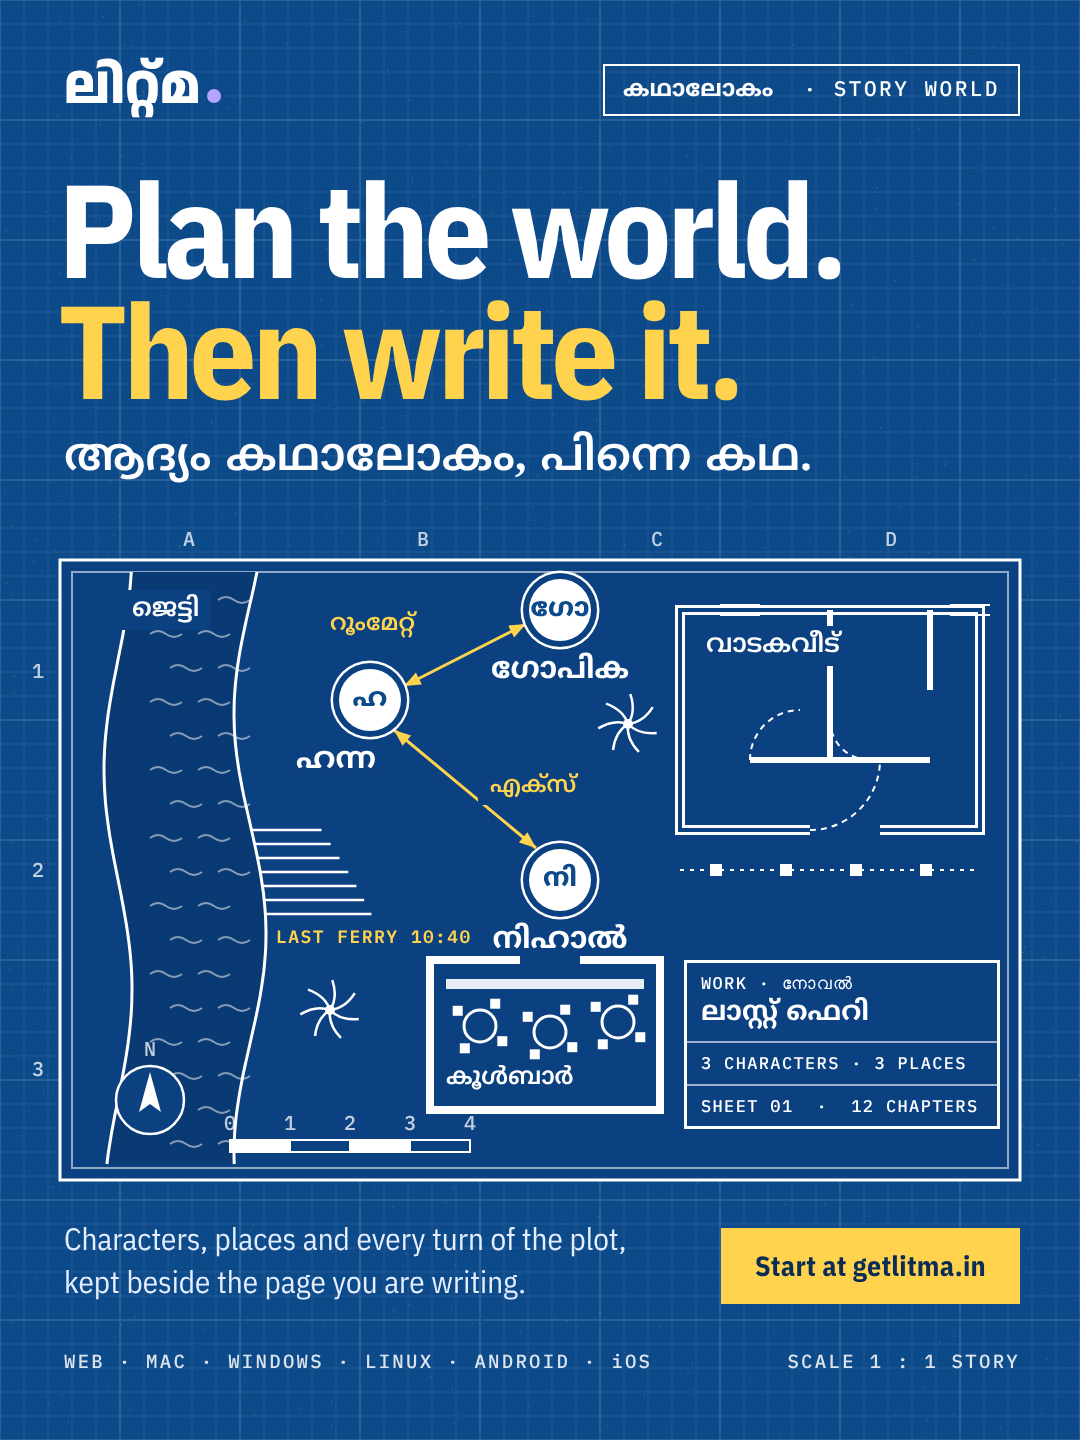 ലിറ്റ്മ.
കഥാലോകം · STORY WORLD
Plan the world.
Then write it.
ആദ്യം കഥാലോകം, പിന്നെ കഥ.
A B C D
1
2
3
ജെട്ടി
റൂംമേറ്റ്
ഗോ
ഗോപിക
ഹ
ഹന്ന
എക്സ്
നി
നിഹാൽ
വാടകവീട്
LAST FERRY 10:40
കൂൾബാർ
N
0 1 2 3 4
WORK · നോവൽ
ലാസ്റ്റ് ഫെറി
3 CHARACTERS · 3 PLACES
SHEET 01 · 12 CHAPTERS
Characters, places and every turn of the plot,
kept beside the page you are writing.
Start at getlitma.in
WEB · MAC · WINDOWS · LINUX · ANDROID · iOS
SCALE 1 : 1 STORY